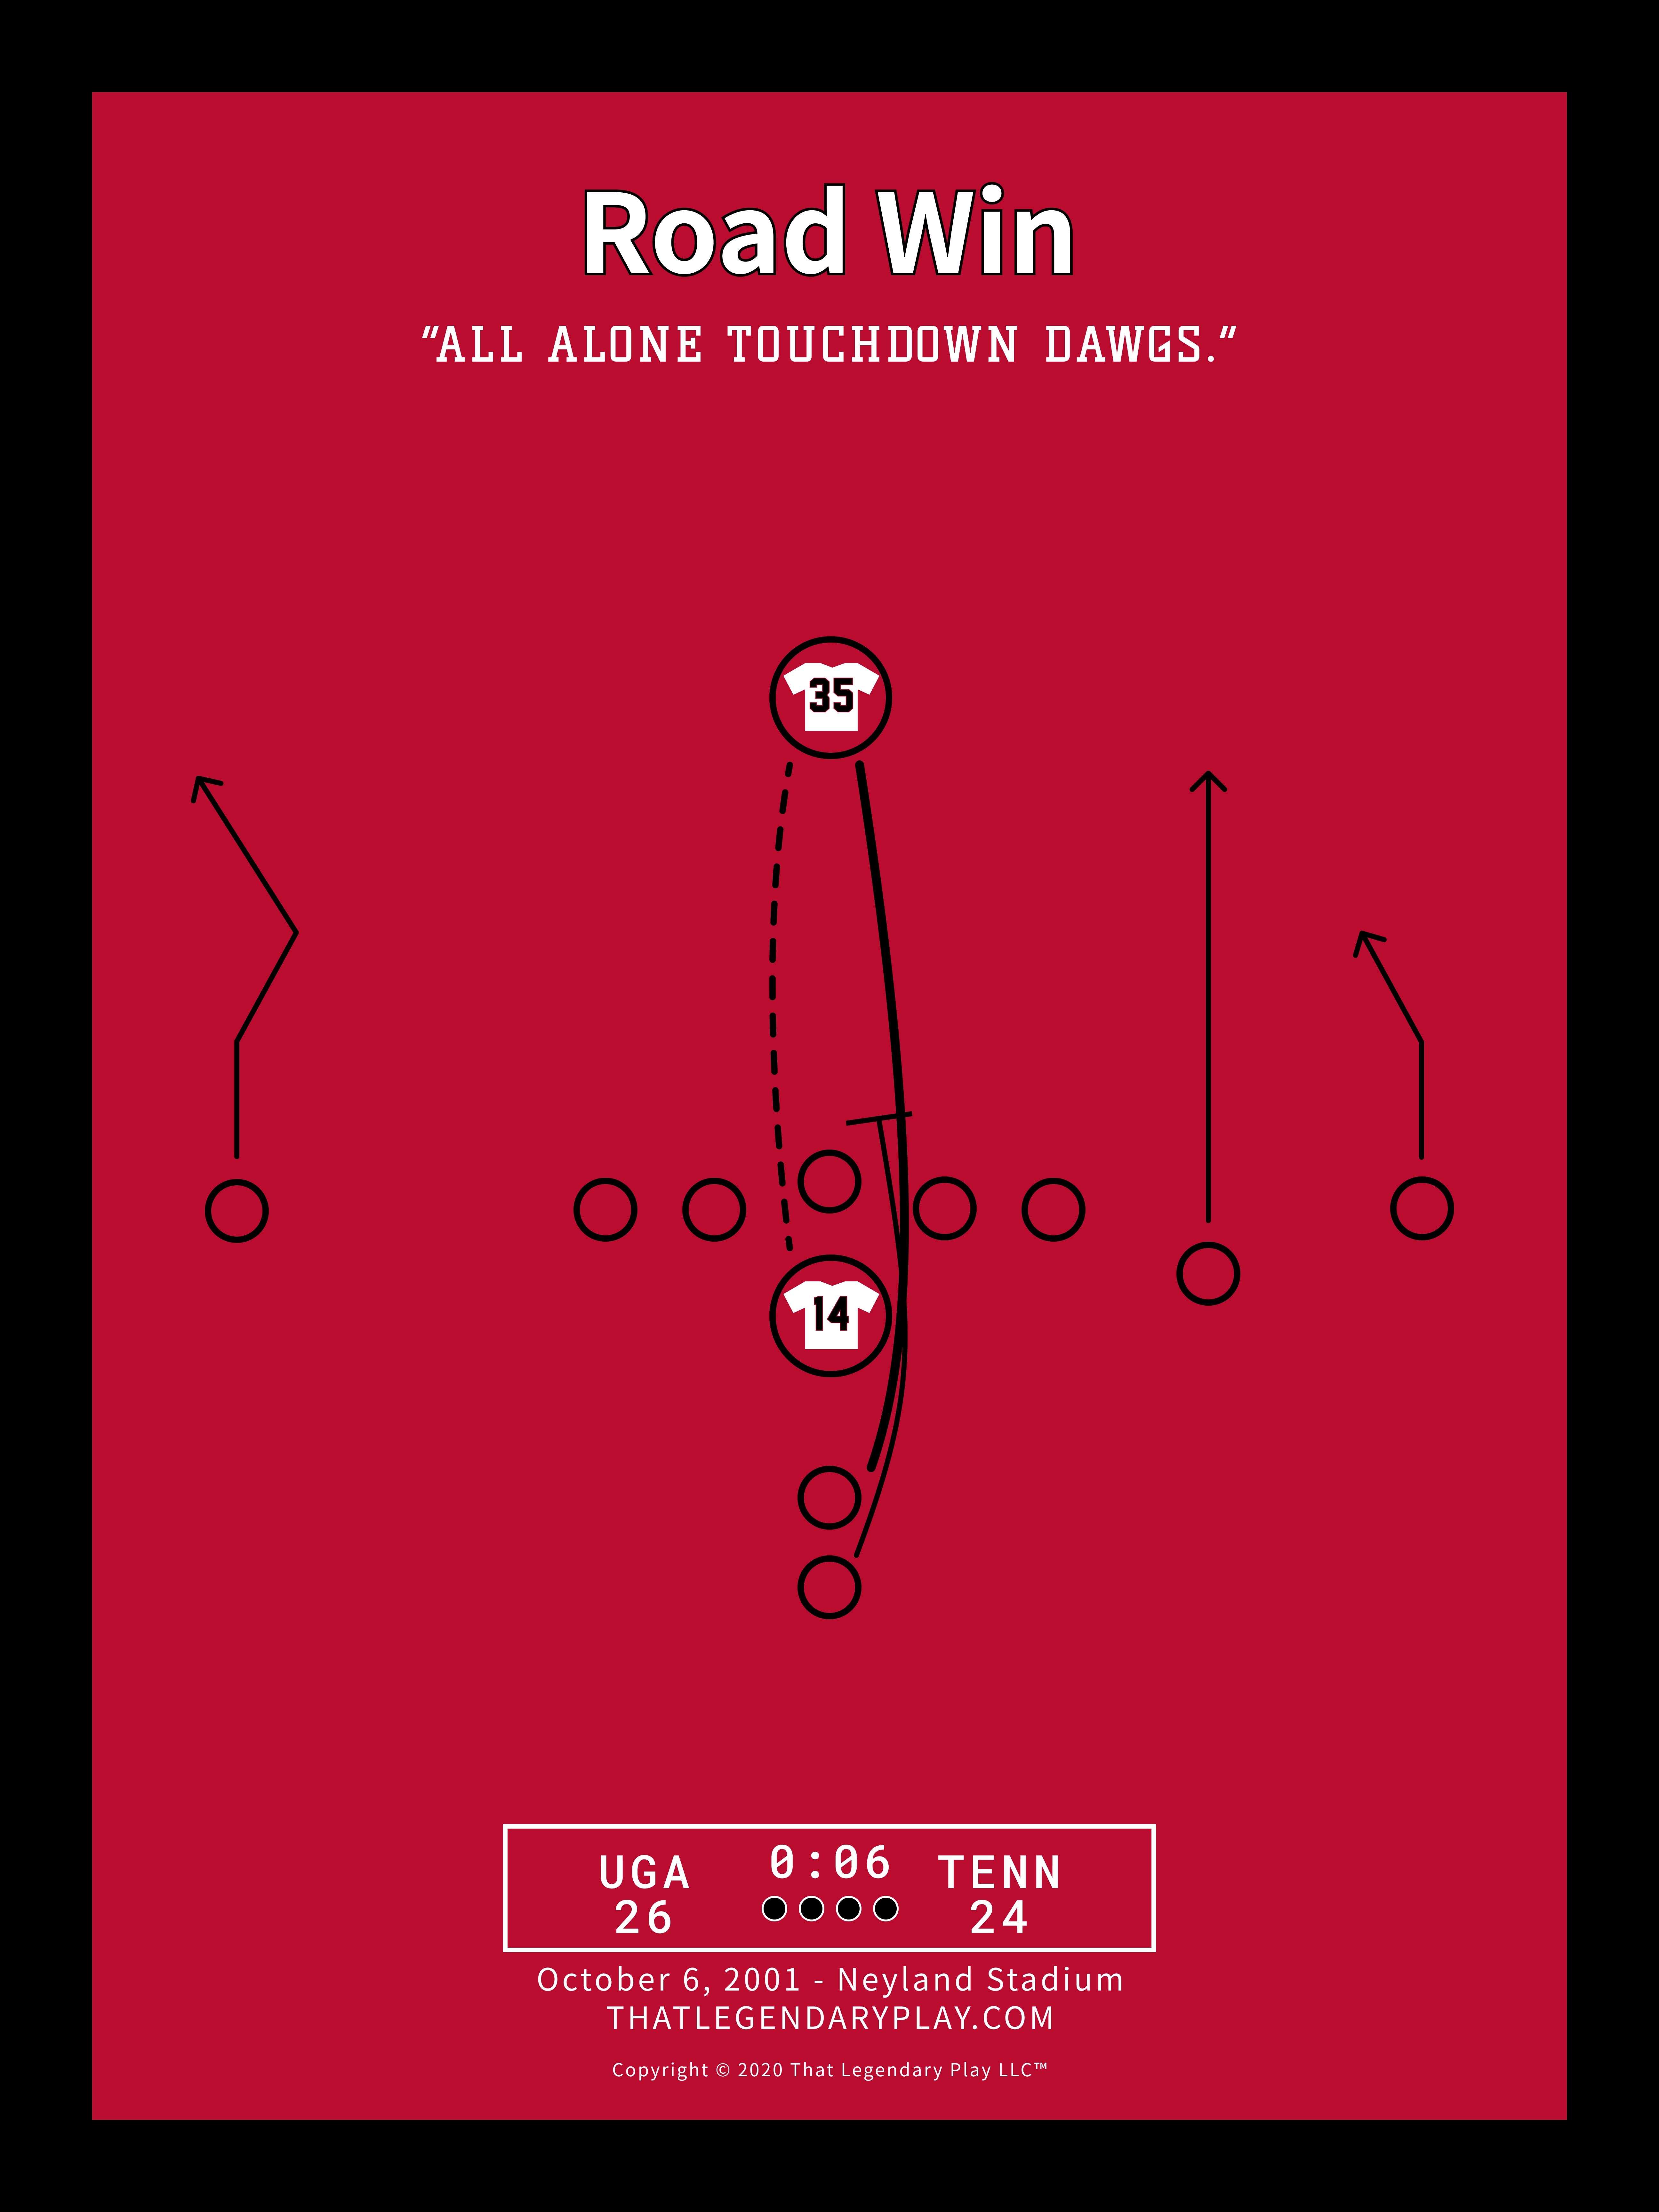 Road Win
“ALL ALONE TOUCHDOWN DAWGS.”
35
14
UGA 0:06 TENN
26 24
October 6, 2001 - Neyland Stadium
THATLEGENDARYPLAY.COM
Copyright © 2020 That Legendary Play LLC™